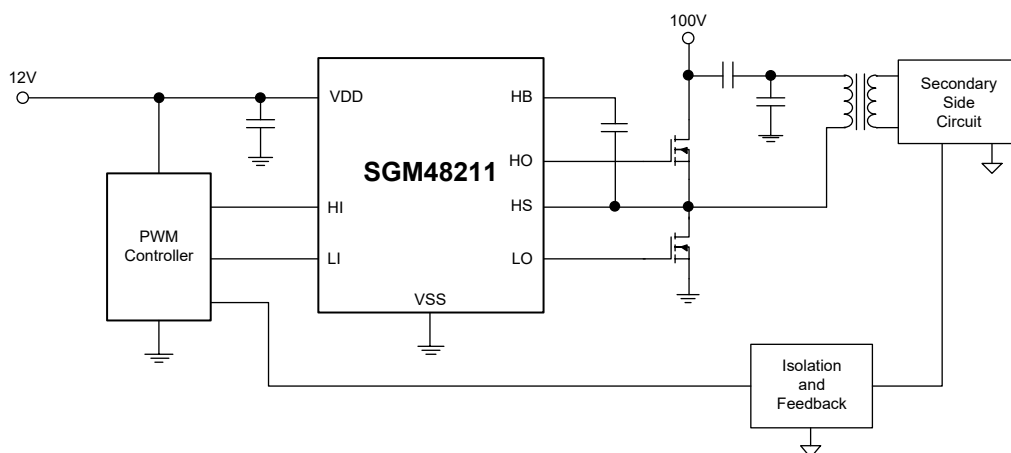 100V
12V
VDD
HB
HO
SGM48211
HI
HS
LI
LO
VSS
PWM
Controller
Secondary
Side
Circuit
Isolation
and
Feedback